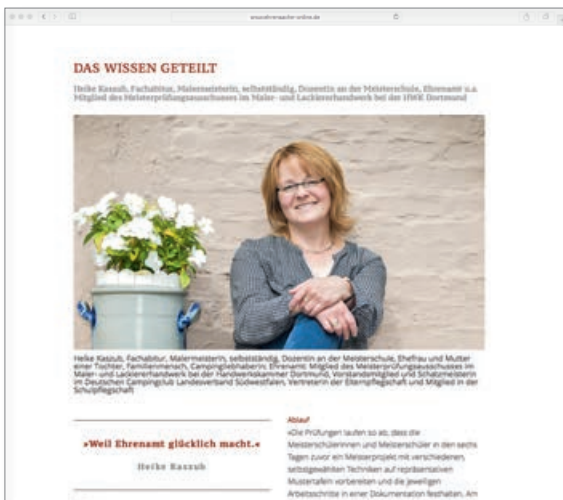 DAS WISSEN GETEILT
Heike Kaszub, Fachabitur, Malermeisterin, selbstständig, Dozentin an der Meisterschule, Ehrenamt u.a.
Mitglied des Meisterprüfungsausschusses im Maler- und Lackiererhandwerk bei der HWK Dortmund
Heike Kaszub, Fachabitur, Malermeisterin, selbstständig, Dozentin an der Meisterschule, Ehefrau und Mutter
einer Tochter, Familienmensch, Campingliebhaberin; Ehrenamt: Mitglied des Meisterprüfungsausschusses im
Maler- und Lackiererhandwerk bei der Handwerkskammer Dortmund, Vorstandsmitglied und Schatzmeisterin
im Deutschen Campingclub Landesverband Südwestfalen, Vertreterin der Elternpflegschaft und Mitglied in der
Schulpflegschaft
»Weil Ehrenamt glücklich macht.«
Heike Kaszub
Ablauf
»Die Prüfungen laufen so ab, dass die
Meisterschülerinnen und Meisterschüler in den sechs
Tagen zuvor ein Meisterprojekt mit verschiedenen,
selbstgewählten Techniken auf repräsentativen
Mustertafeln vorbereiten und die jeweiligen
Arbeitsschritte in einer Dokumentation festhalten. Am